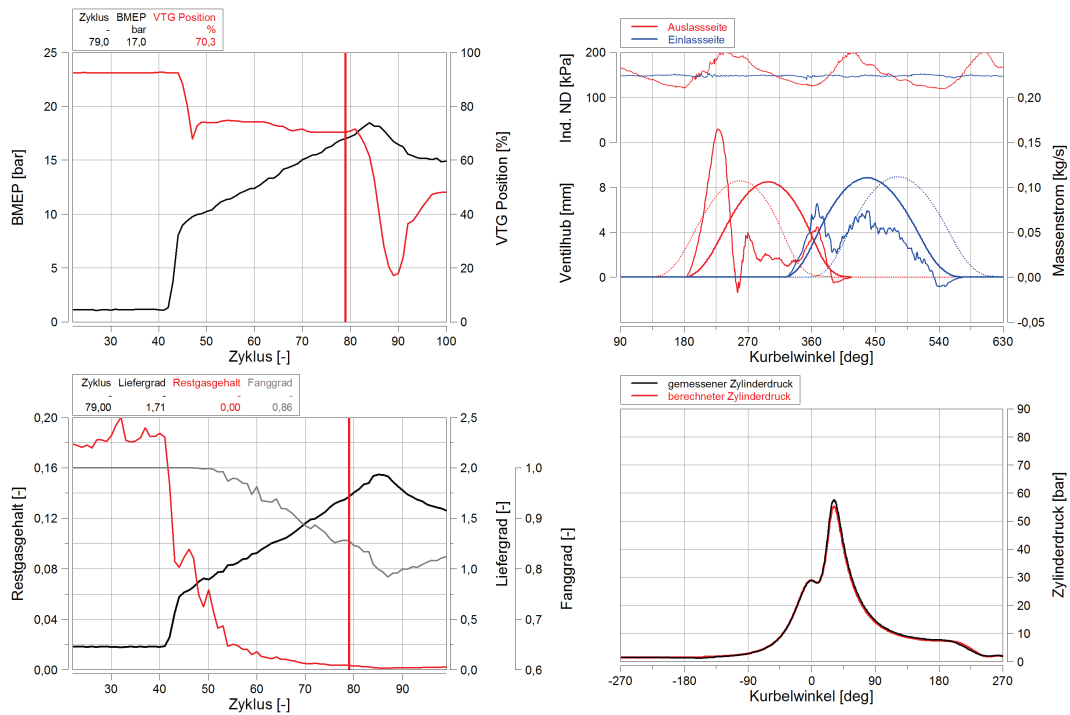 Zyklus BMEP VTG Position
- bar %
79,0 17,0 70,3
25 20 15 10 5 0
BMEP [bar]
100 80 60 40 20 0
VTG Position [%]
30 40 50 60 70 80 90 100
Zyklus [-]
Auslassseite
Einlassseite
200 100 0
Ind. ND [kPa]
8 4 0
Ventilhub [mm]
0,20 0,15 0,10 0,05 0,00 -0,05
Massenstrom [kg/s]
90 180 270 360 450 540 630
Kurbelwinkel [deg]
Zyklus Liefergrad Restgasgehalt Fanggrad
- - - -
79,00 1,71 0,00 0,86
0,20 0,16 0,12 0,08 0,04 0,00
Restgasgehalt [-]
2,5 2,0 1,5 1,0 0,5 0,0
Liefergrad [-]
1,0 0,9 0,8 0,7 0,6
Fanggrad [-]
30 40 50 60 70 80 90
Zyklus [-]
gemessener Zylinderdruck
berechneter Zylinderdruck
90 80 70 60 50 40 30 20 10 0
Zylinderdruck [bar]
-270 -180 -90 0 90 180 270
Kurbelwinkel [deg]